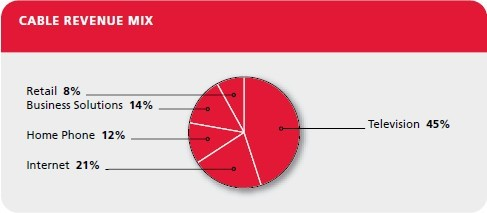 CABLE REVENUE MIX
Retail 8%
Business Solutions 14%
Home Phone 12%
Internet 21%
Television 45%